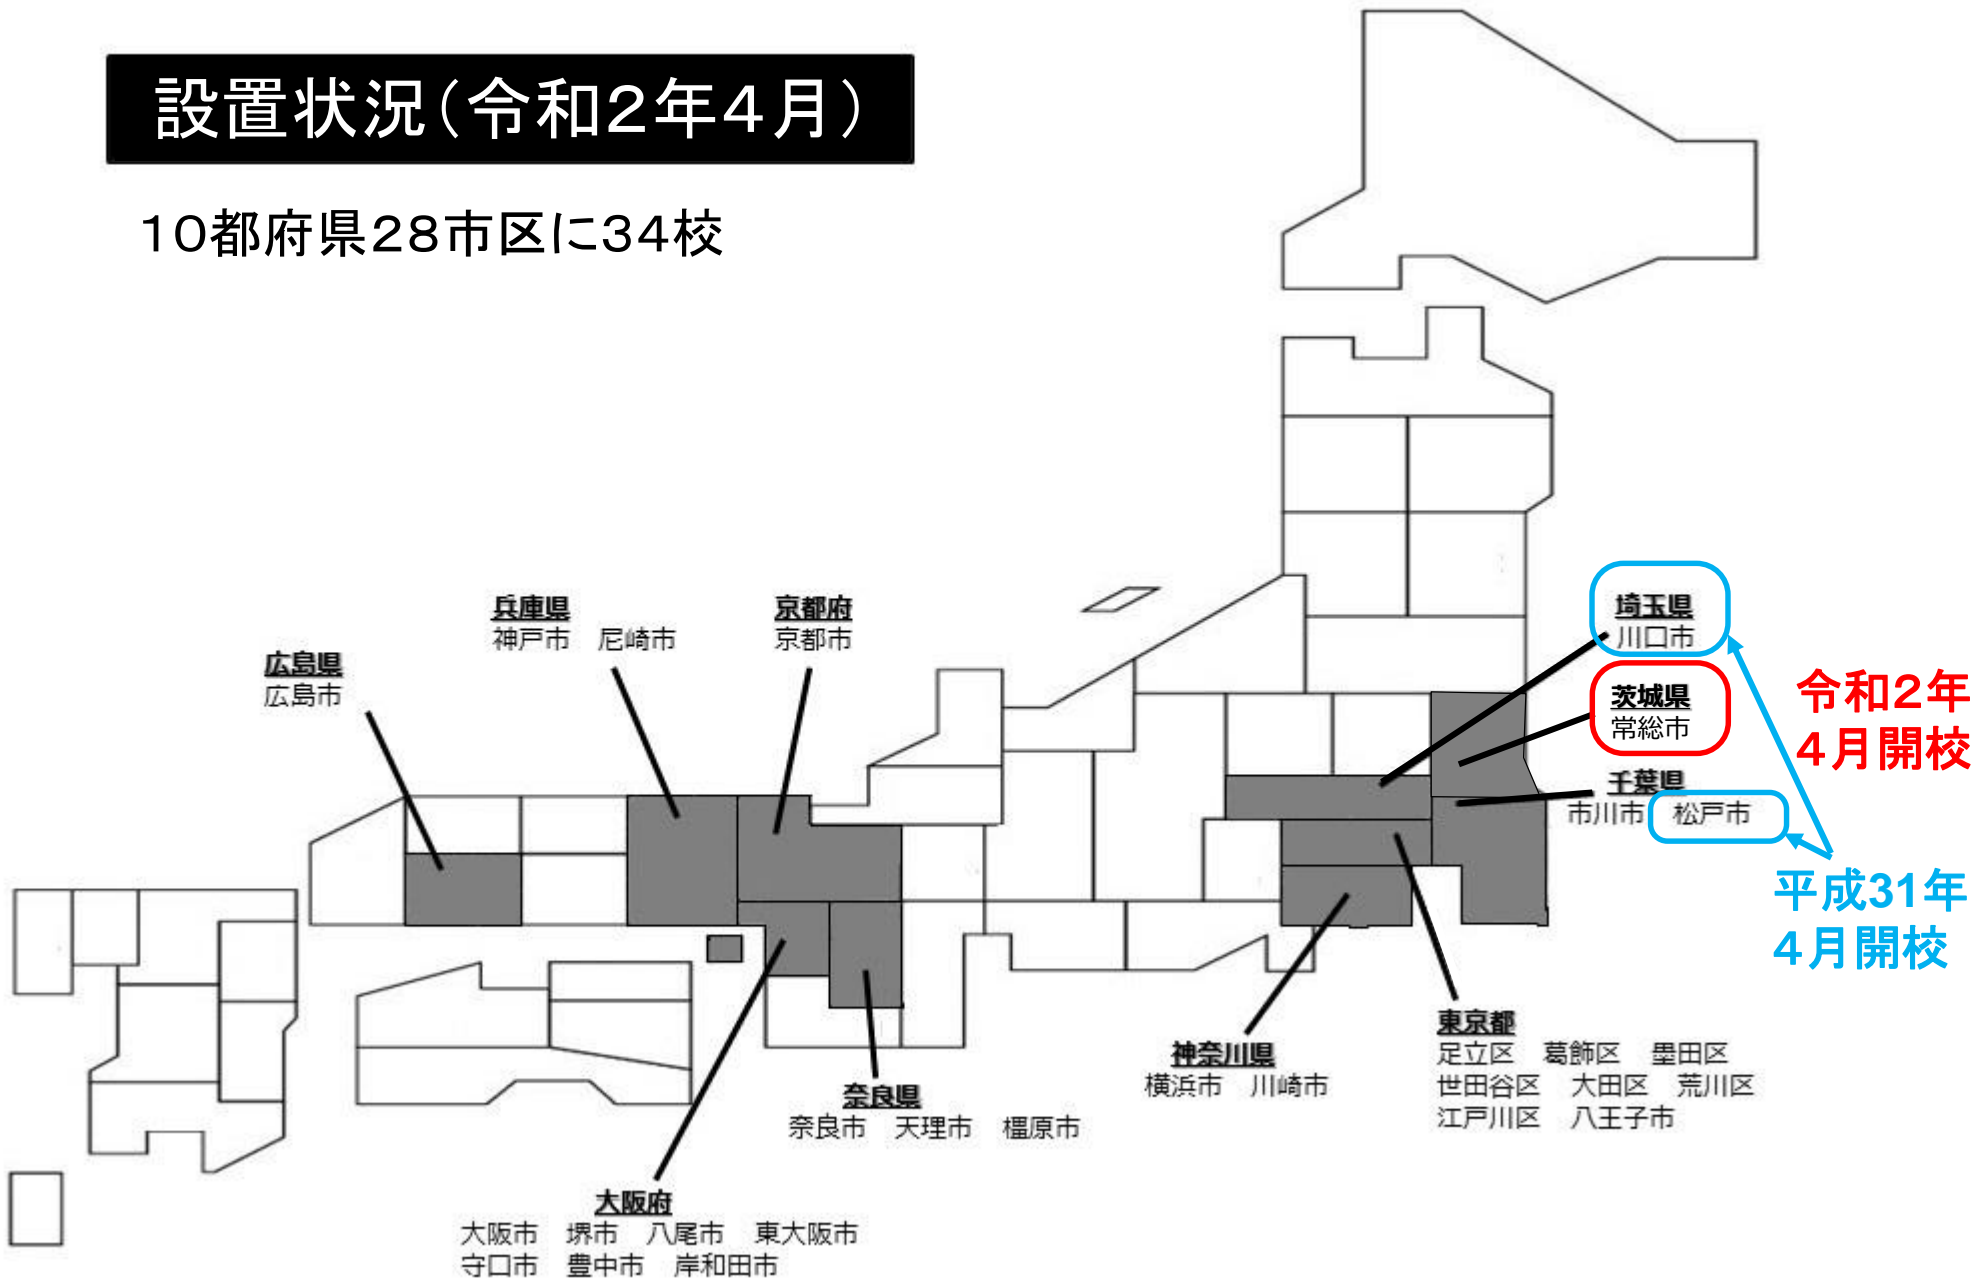 設置状況（令和２年４月）
１０都府県２８市区に３４校
兵庫県
神戸市　尼崎市
京都府
京都市
広島県
広島市
埼玉県
川口市
茨城県
常総市
令和２年
４月開校
千葉県
市川市　松戸市
平成31年
４月開校
東京都
足立区　葛飾区　墨田区
世田谷区　大田区　荒川区
江戸川区　八王子市
神奈川県
横浜市　川崎市
奈良県
奈良市　天理市　橿原市
大阪府
大阪市　堺市　八尾市　東大阪市
守口市　豊中市　岸和田市